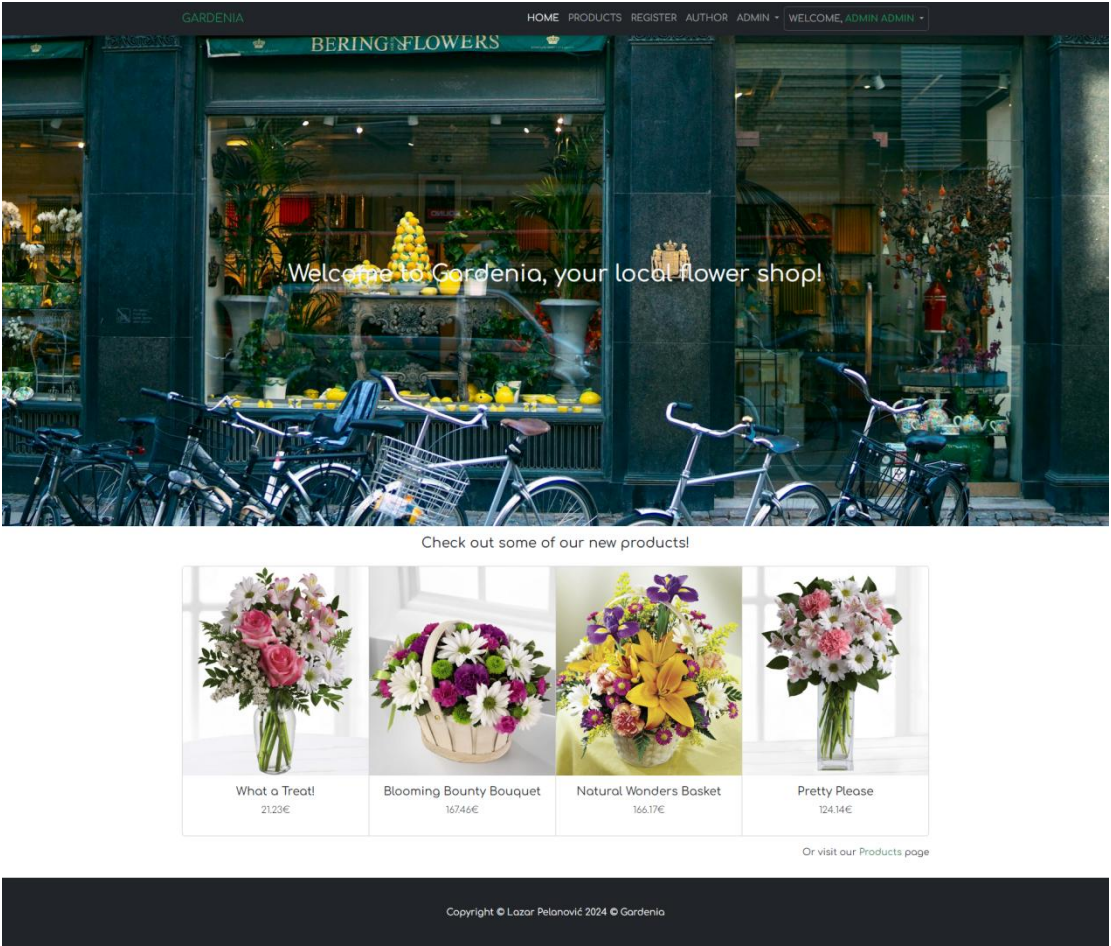 GARDENIA
HOME PRODUCTS REGISTER AUTHOR ADMIN WELCOME, ADMIN ADMIN
BERING FLOWERS
Welcome to Gardenia, your local flower shop!
Check out some of our new products!
What a Treat!
21.23€
Blooming Bounty Bouquet
167.46€
Natural Wonders Basket
166.17€
Pretty Please
124.14€
Or visit our Products page
Copyright © Lazar Pelanović 2024 © Gardenia